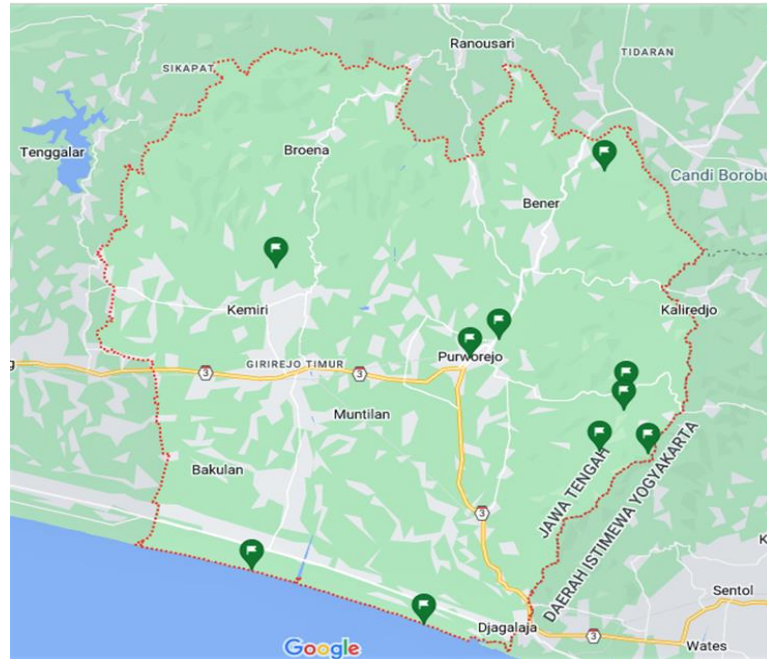 Ranousari
TIDARAN
SIKAPAT
Tenggalar
Broena
Candi Borobu
Bener
Kemiri
Kaliredjo
Purworejo
g
3
GIRIREJO TIMUR
3
Muntilan
Bakulan
JAWA TENGAH
DAERAH ISTIMEWA YOGYAKARTA
3
K
Sentol
Djagalaja
3
Wates
Google